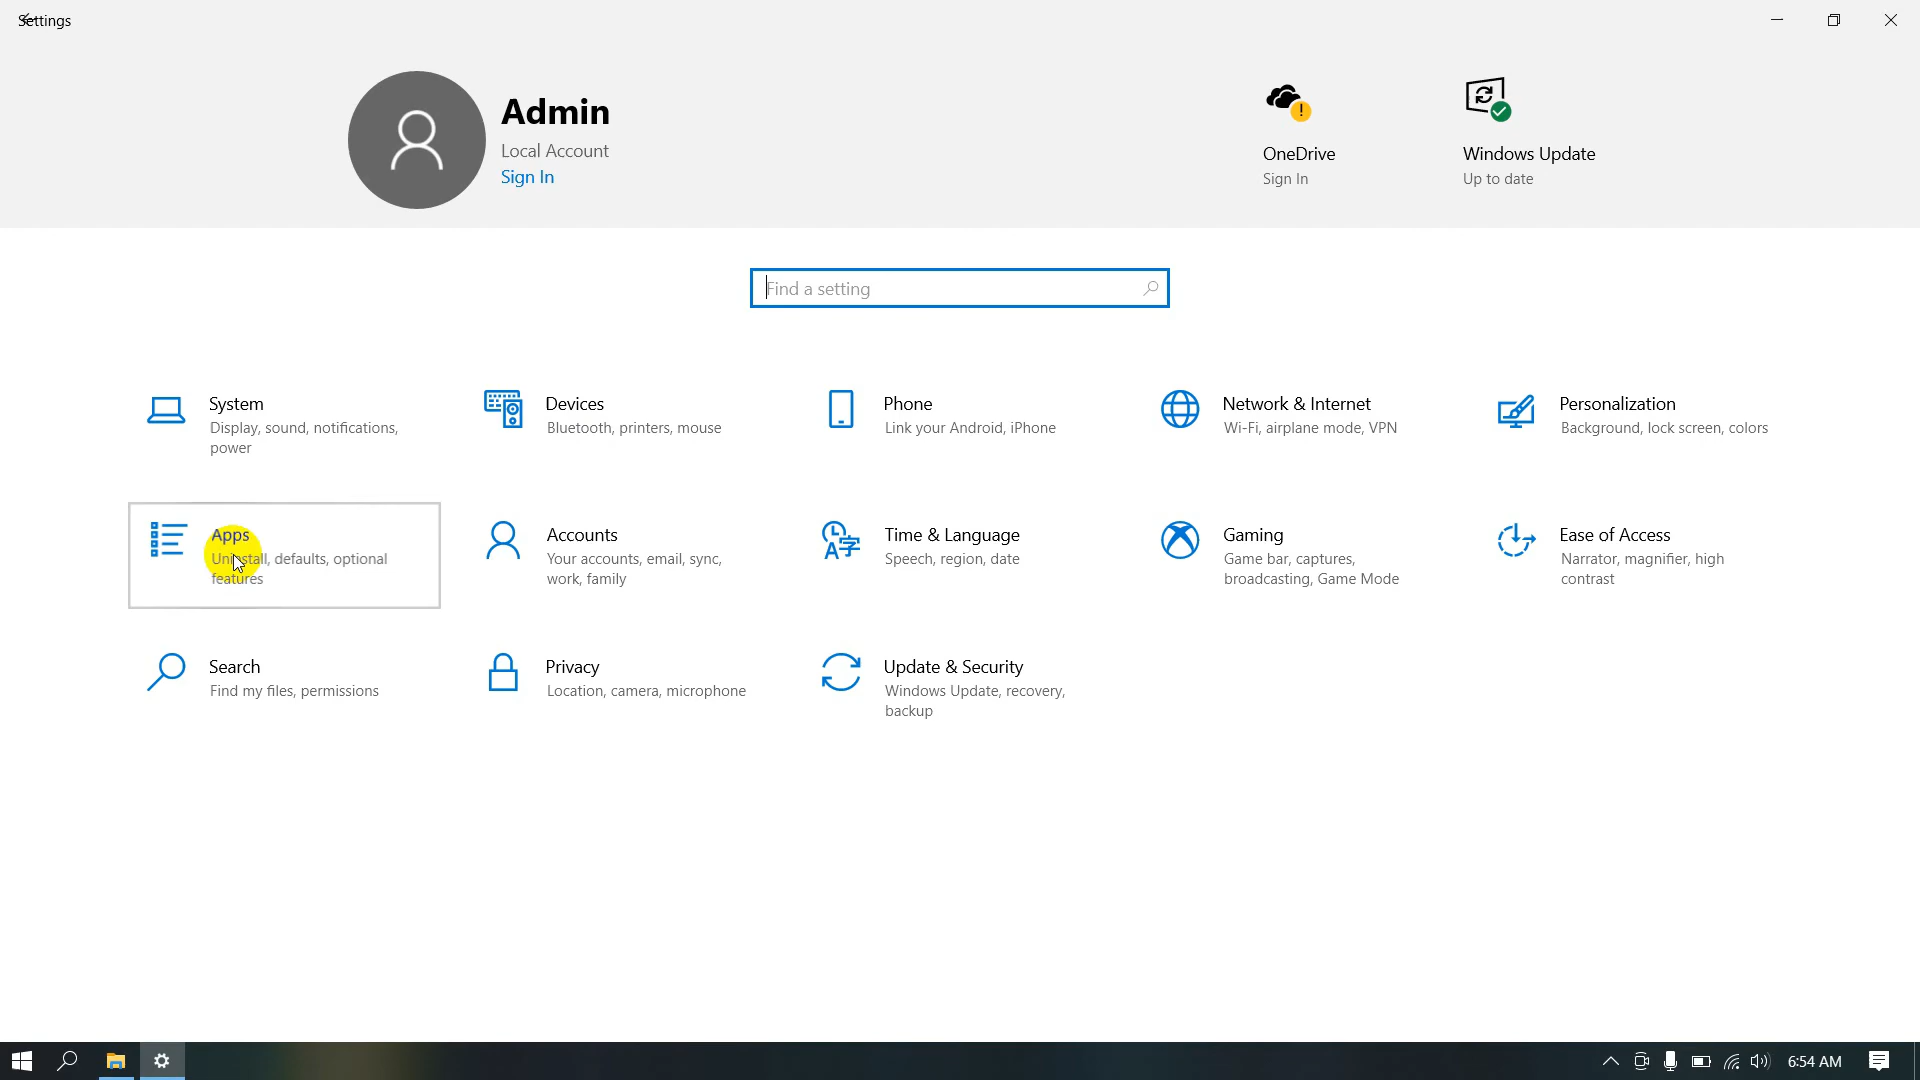 Settings
Admin
Local Account
Sign In
OneDrive
Sign In
Windows Update
Up to date
Find a setting
System
Display, sound, notifications,
power
Devices
Bluetooth, printers, mouse
Phone
Link your Android, iPhone
Network & Internet
Wi-Fi, airplane mode, VPN
Personalization
Background, lock screen, colors
Apps
Uninstall, defaults, optional
features
Accounts
Your accounts, email, sync,
work, family
Time & Language
Speech, region, date
Gaming
Game bar, captures,
broadcasting, Game Mode
Ease of Access
Narrator, magnifier, high
contrast
Search
Find my files, permissions
Privacy
Location, camera, microphone
Update & Security
Windows Update, recovery,
backup
6:54 AM